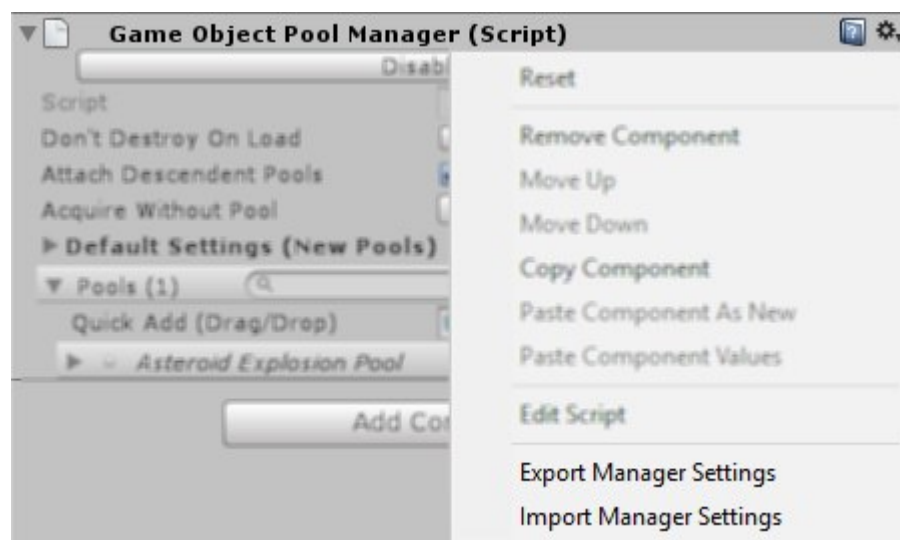 Game Object Pool Manager (Script)
Disabl
Script
Don't Destroy On Load
Attach Descendent Pools
Acquire Without Pool
Default Settings (New Pools)
Pools (1)
Quick Add (Drag/Drop)
Asteroid Explosion Pool
Add Co
Reset
Remove Component
Move Up
Move Down
Copy Component
Paste Component As New
Paste Component Values
Edit Script
Export Manager Settings
Import Manager Settings